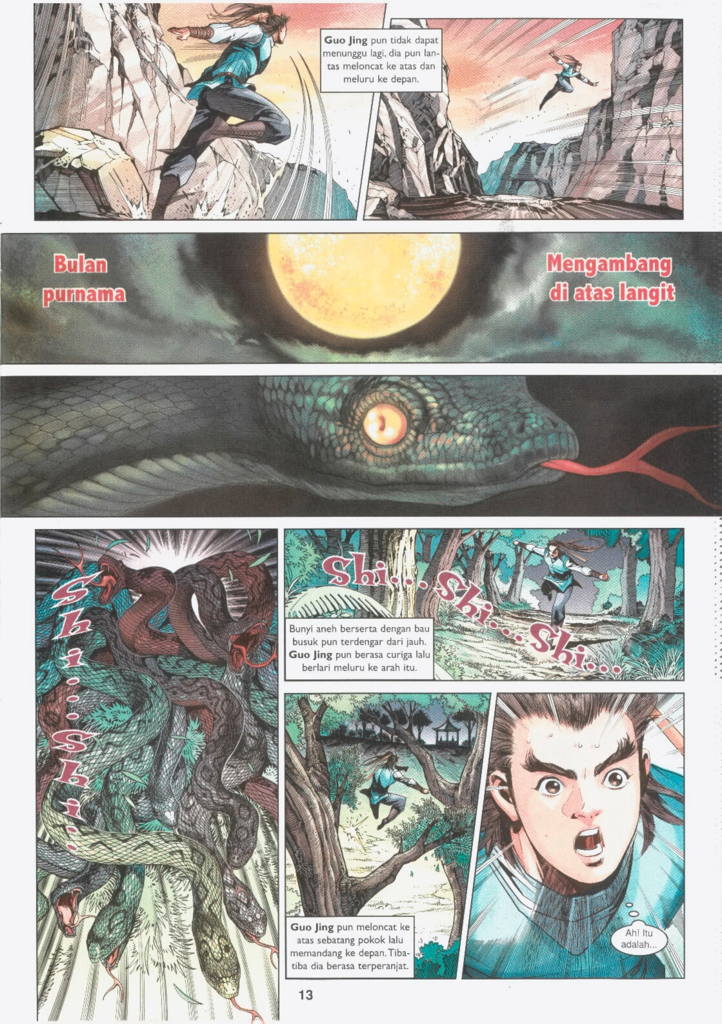 Guo Jing pun tidak dapat
menunggu lagi, dia pun lan-
tas meloncat ke atas dan
meluru ke depan.
Bulan
purnama
Mengambang
di atas langit
Shi...Shi...
Shi...Shi...Shi...
Bunyi aneh berserta dengan bau
busuk pun terdengar dari jauh.
Guo Jing pun berasa curiga lalu
berlari meluru ke arah itu.
Guo Jing pun meloncat ke
atas sebatang pokok lalu
memandang ke depan. Tiba-
tiba dia berasa terperanjat.
Ah! Itu
adalah...
13